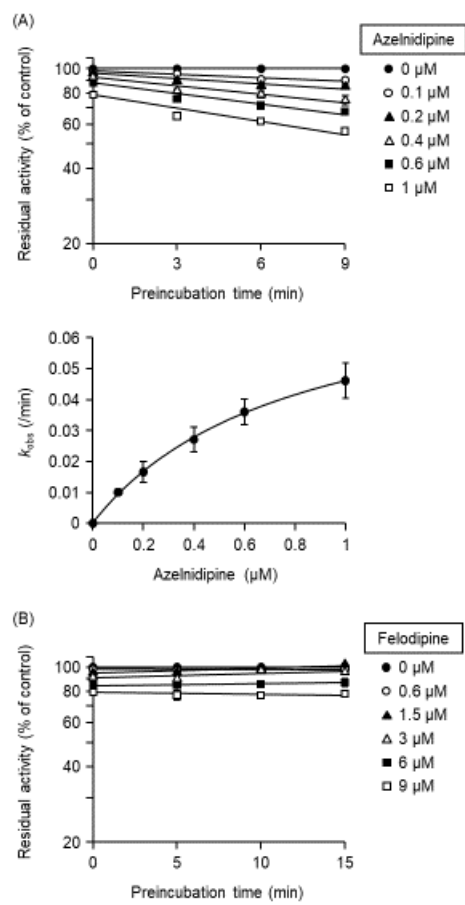 (A)
Azelnidipine
0 µM
0.1 µM
0.2 µM
0.4 µM
0.6 µM
1 µM
Residual activity (% of control)
100
80
60
40
20
0 3 6 9
Preincubation time (min)
k obs (/min)
0.06
0.05
0.04
0.03
0.02
0.01
0
0 0.2 0.4 0.6 0.8 1
Azelnidipine (µM)
(B)
Felodipine
0 µM
0.6 µM
1.5 µM
3 µM
6 µM
9 µM
Residual activity (% of control)
100
80
60
40
20
0 5 10 15
Preincubation time (min)